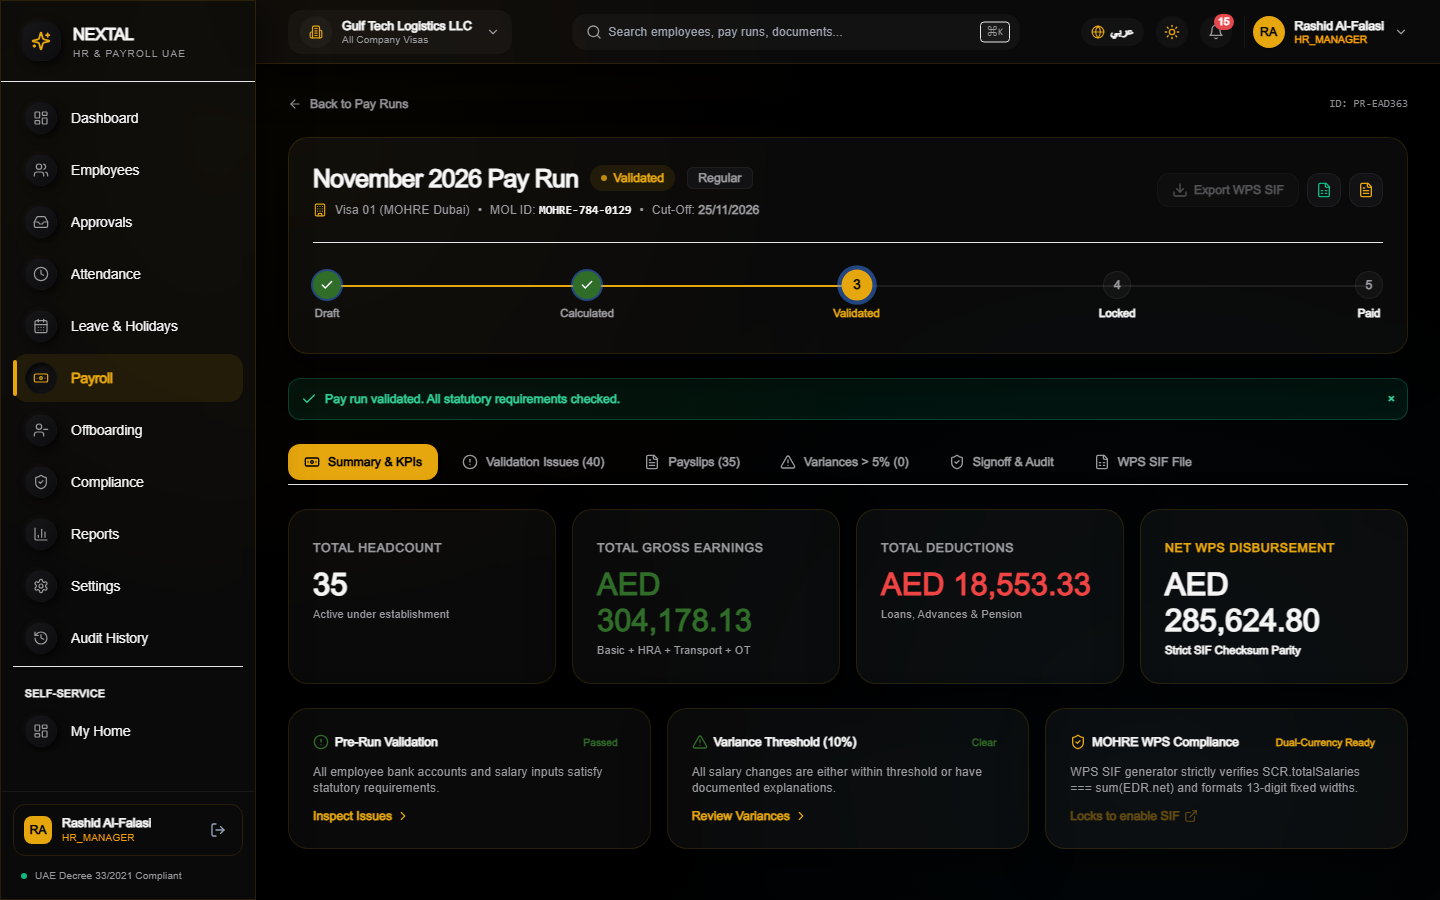 NEXTAL
HR & PAYROLL UAE
Gulf Tech Logistics LLC
All Company Visas
Search employees, pay runs, documents...
⌘K
عربي
15
RA
Rashid Al-Falasi
HR_MANAGER
Dashboard
Employees
Approvals
Attendance
Leave & Holidays
Payroll
Offboarding
Compliance
Reports
Settings
Audit History
SELF-SERVICE
My Home
RA
Rashid Al-Falasi
HR_MANAGER
UAE Decree 33/2021 Compliant
Back to Pay Runs
ID: PR-EAD363
November 2026 Pay Run
Validated
Regular
Visa 01 (MOHRE Dubai) • MOL ID: MOHRE-784-0129 • Cut-Off: 25/11/2026
Export WPS SIF
3
4
5
Draft
Calculated
Validated
Locked
Paid
Pay run validated. All statutory requirements checked.
×
Summary & KPIs
Validation Issues (40)
Payslips (35)
Variances > 5% (0)
Signoff & Audit
WPS SIF File
TOTAL HEADCOUNT
35
Active under establishment
TOTAL GROSS EARNINGS
AED
304,178.13
Basic + HRA + Transport + OT
TOTAL DEDUCTIONS
AED 18,553.33
Loans, Advances & Pension
NET WPS DISBURSEMENT
AED
285,624.80
Strict SIF Checksum Parity
Pre-Run Validation
Passed
All employee bank accounts and salary inputs satisfy
statutory requirements.
Inspect Issues
Variance Threshold (10%)
Clear
All salary changes are either within threshold or have
documented explanations.
Review Variances
MOHRE WPS Compliance
Dual-Currency Ready
WPS SIF generator strictly verifies SCR.totalSalaries
=== sum(EDR.net) and formats 13-digit fixed widths.
Locks to enable SIF